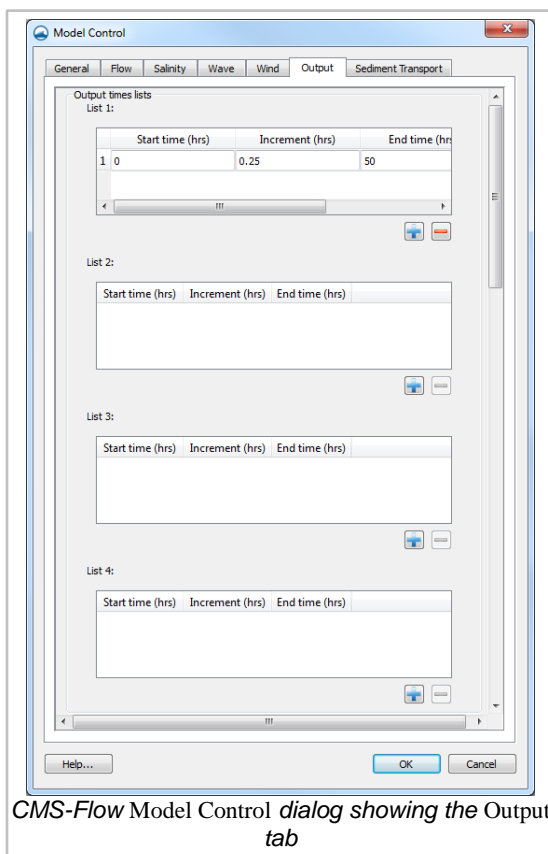 Model Control
General Flow Salinity Wave Wind Output Sediment Transport
Output times lists
List 1:
Start time (hrs) Increment (hrs) End time (hrs
1 0 0.25 50
List 2:
Start time (hrs) Increment (hrs) End time (hrs)
List 3:
Start time (hrs) Increment (hrs) End time (hrs)
List 4:
Start time (hrs) Increment (hrs) End time (hrs)
Help... OK Cancel
CMS-Flow Model Control dialog showing the Output
tab